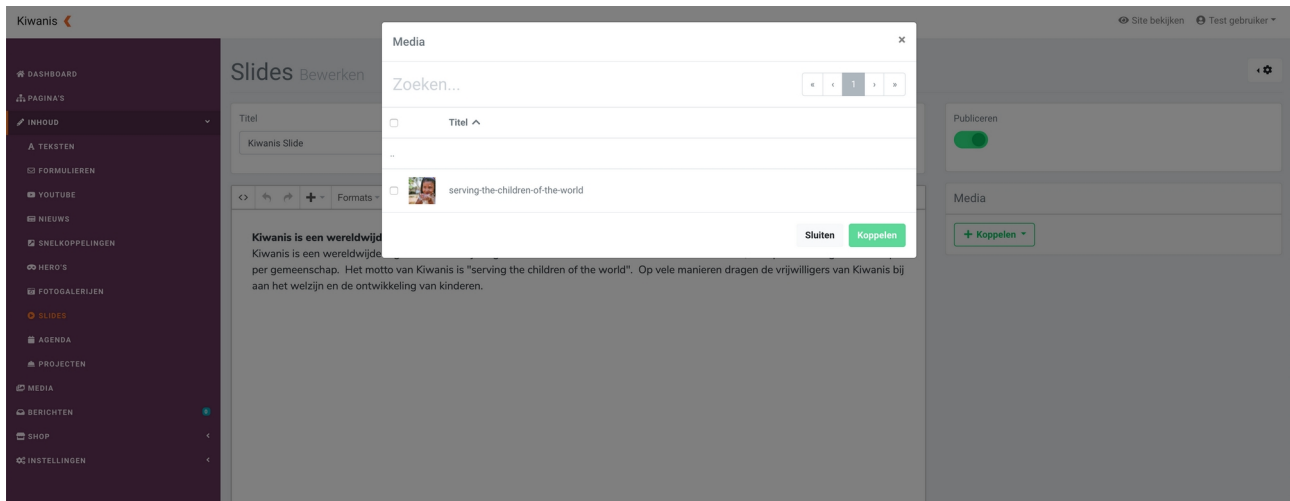 Kiwanis
Site bekijken
Test gebruiker
DASHBOARD
PAGINA'S
INHOUD
TEKSTEN
FORMULIEREN
YOUTUBE
NIEUWS
SNELKOPPELINGEN
HERO'S
FOTOGALERIJEN
SLIDES
AGENDA
PROJECTEN
MEDIA
BERICHTEN
SHOP
INSTELLINGEN
Slides Bewerken
Titel
Kiwanis Slide
Formats
Kiwanis is een wereldwijd
Kiwanis is een wereldwijde
per gemeenschap. Het motto van Kiwanis is "serving the children of the world". Op vele manieren dragen de vrijwilligers van Kiwanis bij
aan het welzijn en de ontwikkeling van kinderen.
Media
×
Zoeken...
« ‹ 1 › »
Titel
..
serving-the-children-of-the-world
Sluiten
Koppelen
Publiceren
Media
+ Koppelen